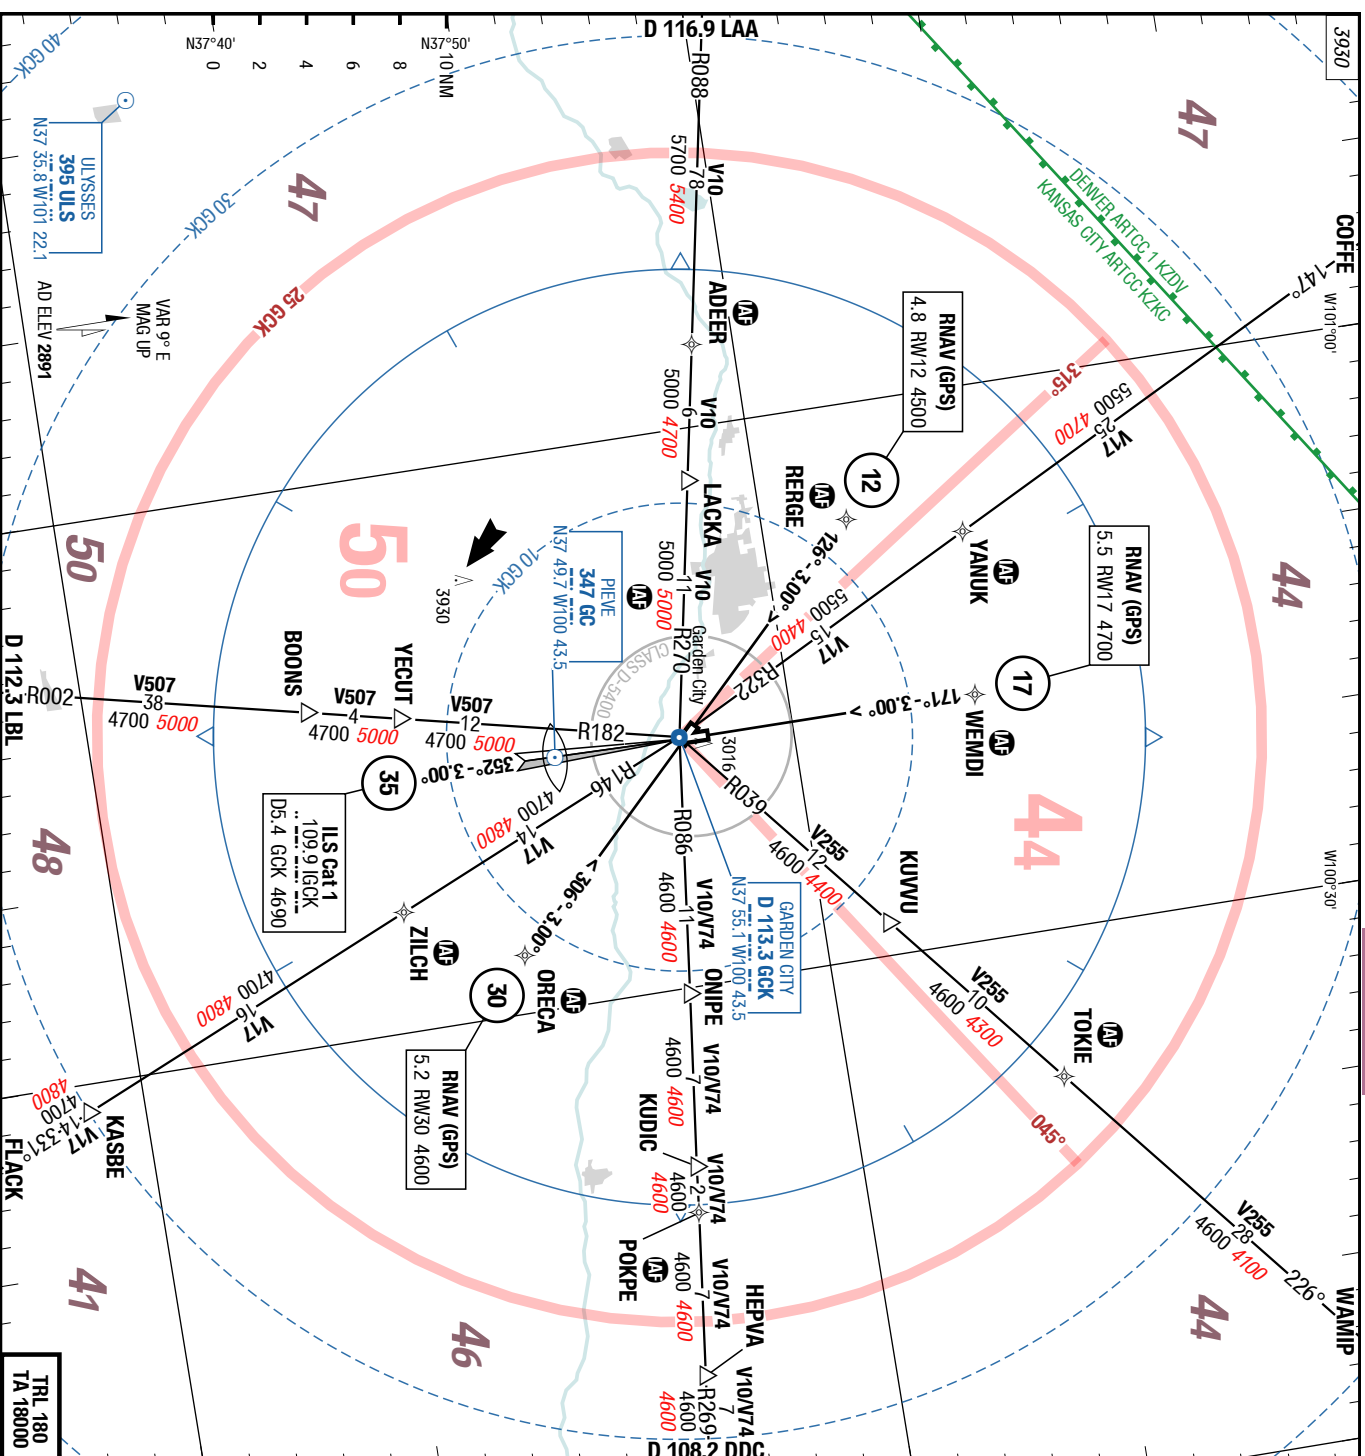 3930
40 GCK
N37°40'
N37°50'
0
2
4
6
8
10 NM
D 116.9 LAA
R088
V10
78
5700 5400
47
DENVER ARTCC 1 KZDV
KANSAS CITY ARTCC KZKC
COFFE
147°
W101°00'
5500
25
V17
4700
ULYSSES
395 ULS
N37 35.8 W101 22.1
30 GCK
47
25 GCK
VAR 9° E
MAG UP
AD ELEV 2891
IAF
ADEER
V10
6
5000 4700
LACKA
RNAV (GPS)
4.8 RW12 4500
12
IAF
RERGE
126° - 3.00° >
315°
YANUK
IAF
RNAV (GPS)
5.5 RW17 4700
17
44
WEMDI
IAF
171° - 3.00° >
5500
15
V17
4400
R322
50
50
3930
10 GCK
PIEVE
347 GC
N37 49.7 W100 43.5
IAF
V10
11
5000 5000
R270
Garden City
CLASS D-5400
3016
D 112.3 LBL
R002
V507
38
4700 5000
BOONS
V507
4
4700 5000
YECUT
V507
12
4700 5000
R182
352° - 3.00°
35
ILS Cat 1
109.9 IGCK
D5.4 GCK 4690
R146
4700
14
V17
4800
ZILCH
IAF
4700
16
V17
4800
KASBE
4800
4700
14
V17
331°
FLACK
< 306° - 3.00°
ORECA
IAF
30
RNAV (GPS)
5.2 RW30 4600
R086
V10/V74
11
4600 4600
ONIPE
GARDEN CITY
D 113.3 GCK
N37 55.1 W100 43.5
R039
V255
12
4600 4400
KUVVU
44
W100°30'
V255
10
4600 4300
TOKIE
IAF
045°
V255
28
4600 4100
226°
WAMIP
44
V10/V74
7
4600 4600
KUDIC
V10/V74
2
4600
4600
POKPE
IAF
V10/V74
7
4600 4600
HEPVA
V10/V74
7
4600
4600
R269
D 108.2 DDC
48
41
46
TRL 180
TA 18000